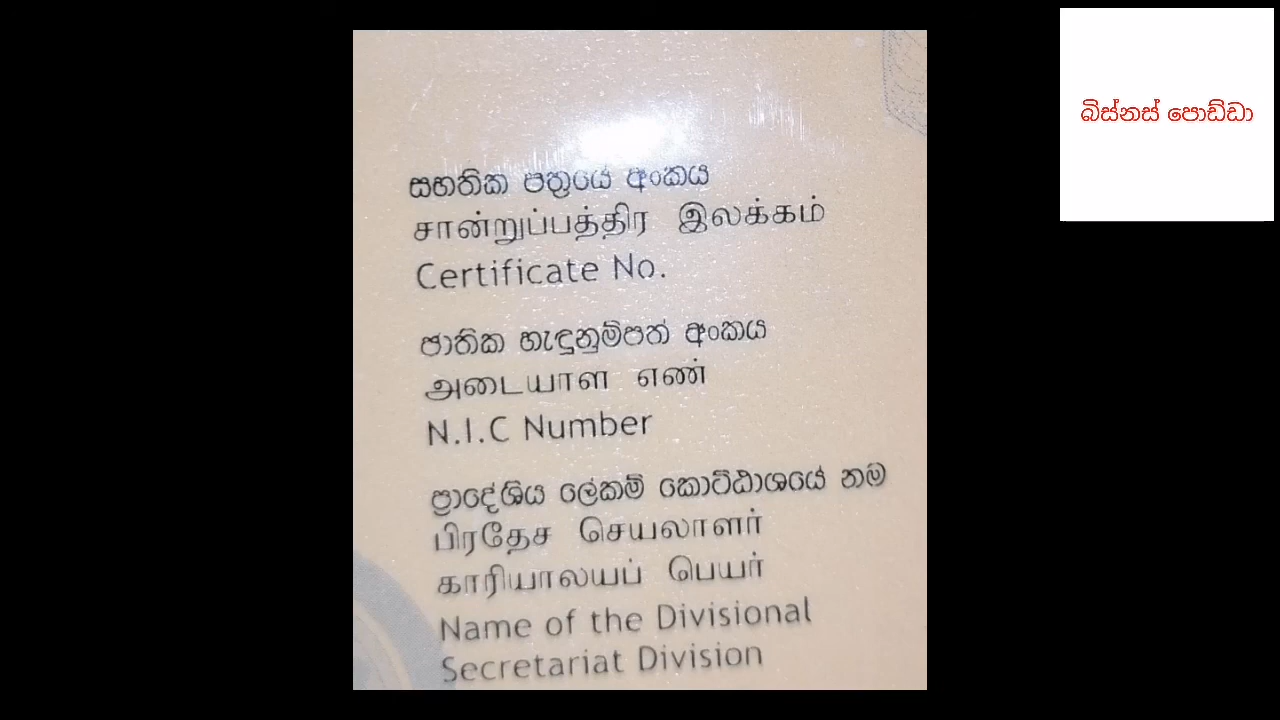 සහතික පත්‍රයේ අංකය
சான்றுப்பத்திர இலக்கம்
Certificate No.
ජාතික හැඳුනුම්පත් අංකය
அடையாள எண்
N.I.C Number
ප්‍රාදේශීය ලේකම් කොට්ඨාශයේ නම
பிரதேச செயலாளர்
காரியாலயப் பெயர்
Name of the Divisional
Secretariat Division
බිස්නස් පොඩ්ඩා